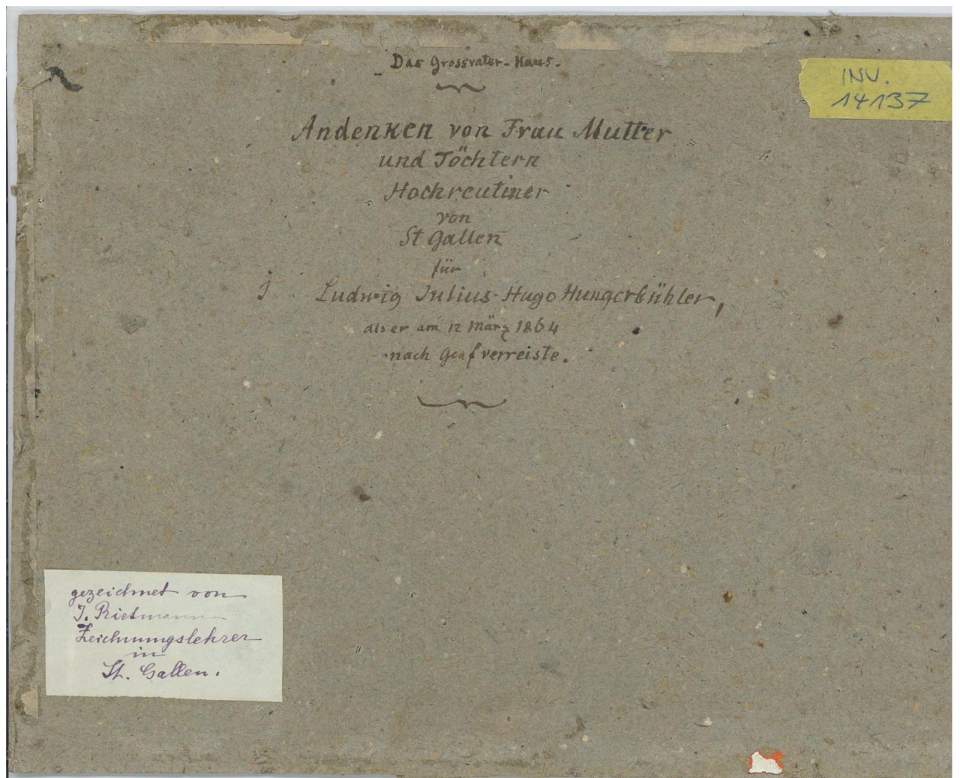 Das Grossvater-Haus.
INV.
14137
Andenken von Frau Mutter
und Töchtern
Hochreutiner
von
St Gallen
für
Ludwig Julius Hugo Hungerbühler,
als er am 12 März 1864
nach Genf verreiste.
gezeichnet von
J. Rietmann
Zeichnungslehrer
in
St. Gallen.